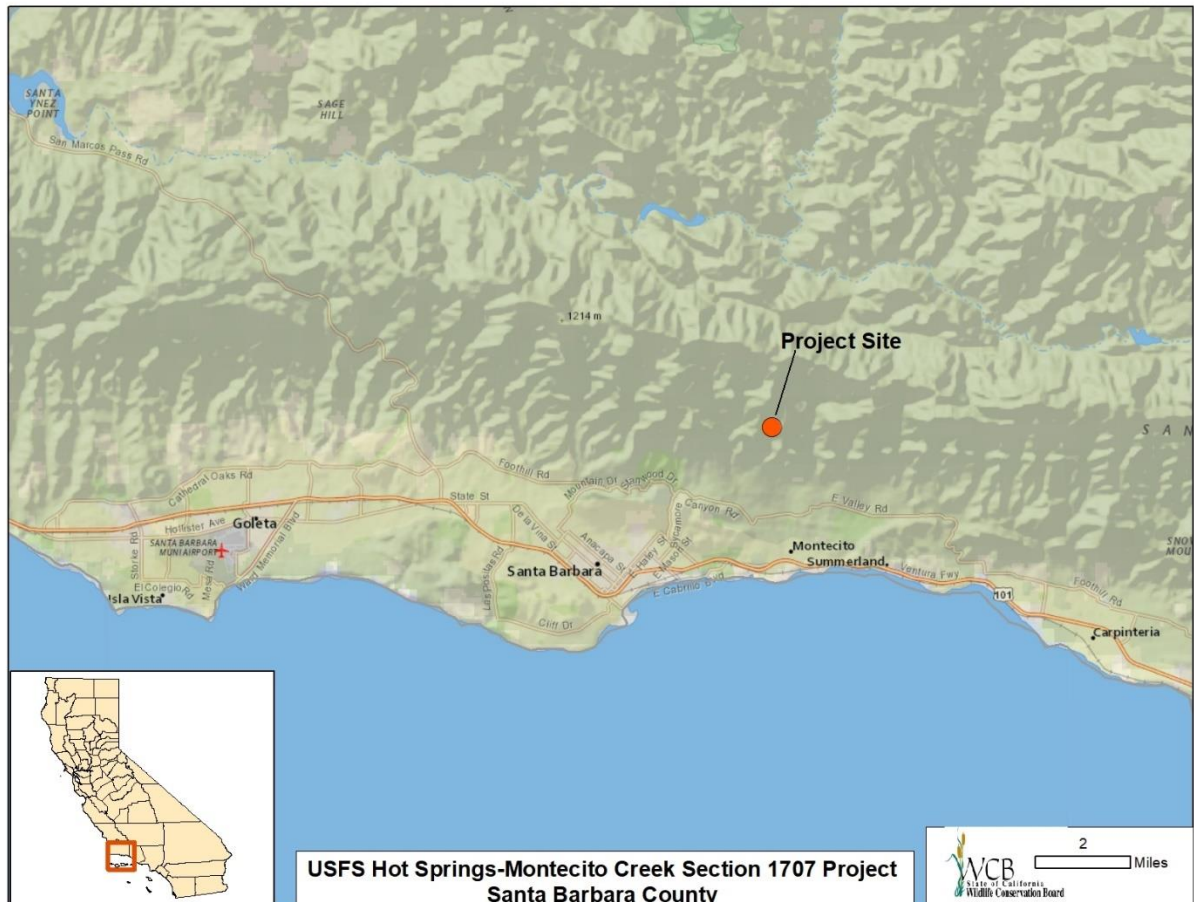 SANTA
YNEZ
POINT
SAGE
HILL
San Marcos Pass Rd
1214 m
Project Site
S A N
Foothill Rd
Cathedral Oaks Rd
Mountain Dr
Stanwood Dr
State St
Sycamore
Canyon Rd
E Valley Rd
Hollister Ave
Goleta
De la Vina St
SANTA BARBARA
MUNI AIRPORT
Storke Rd
Mesa Rd
Ward Memorial Blvd
Anacapa St
E Haley St
E Mason St
Montecito
Summerland
SNOW
MOU
Santa Barbara
Las Positas Rd
E Cabrillo Blvd
Ventura Fwy
El Colegio Rd
Isla Vista
101
Foothill Rd
Cliff Dr
Carpinteria
USFS Hot Springs-Montecito Creek Section 1707 Project
Santa Barbara County
WCB
State of California
Wildlife Conservation Board
2
Miles